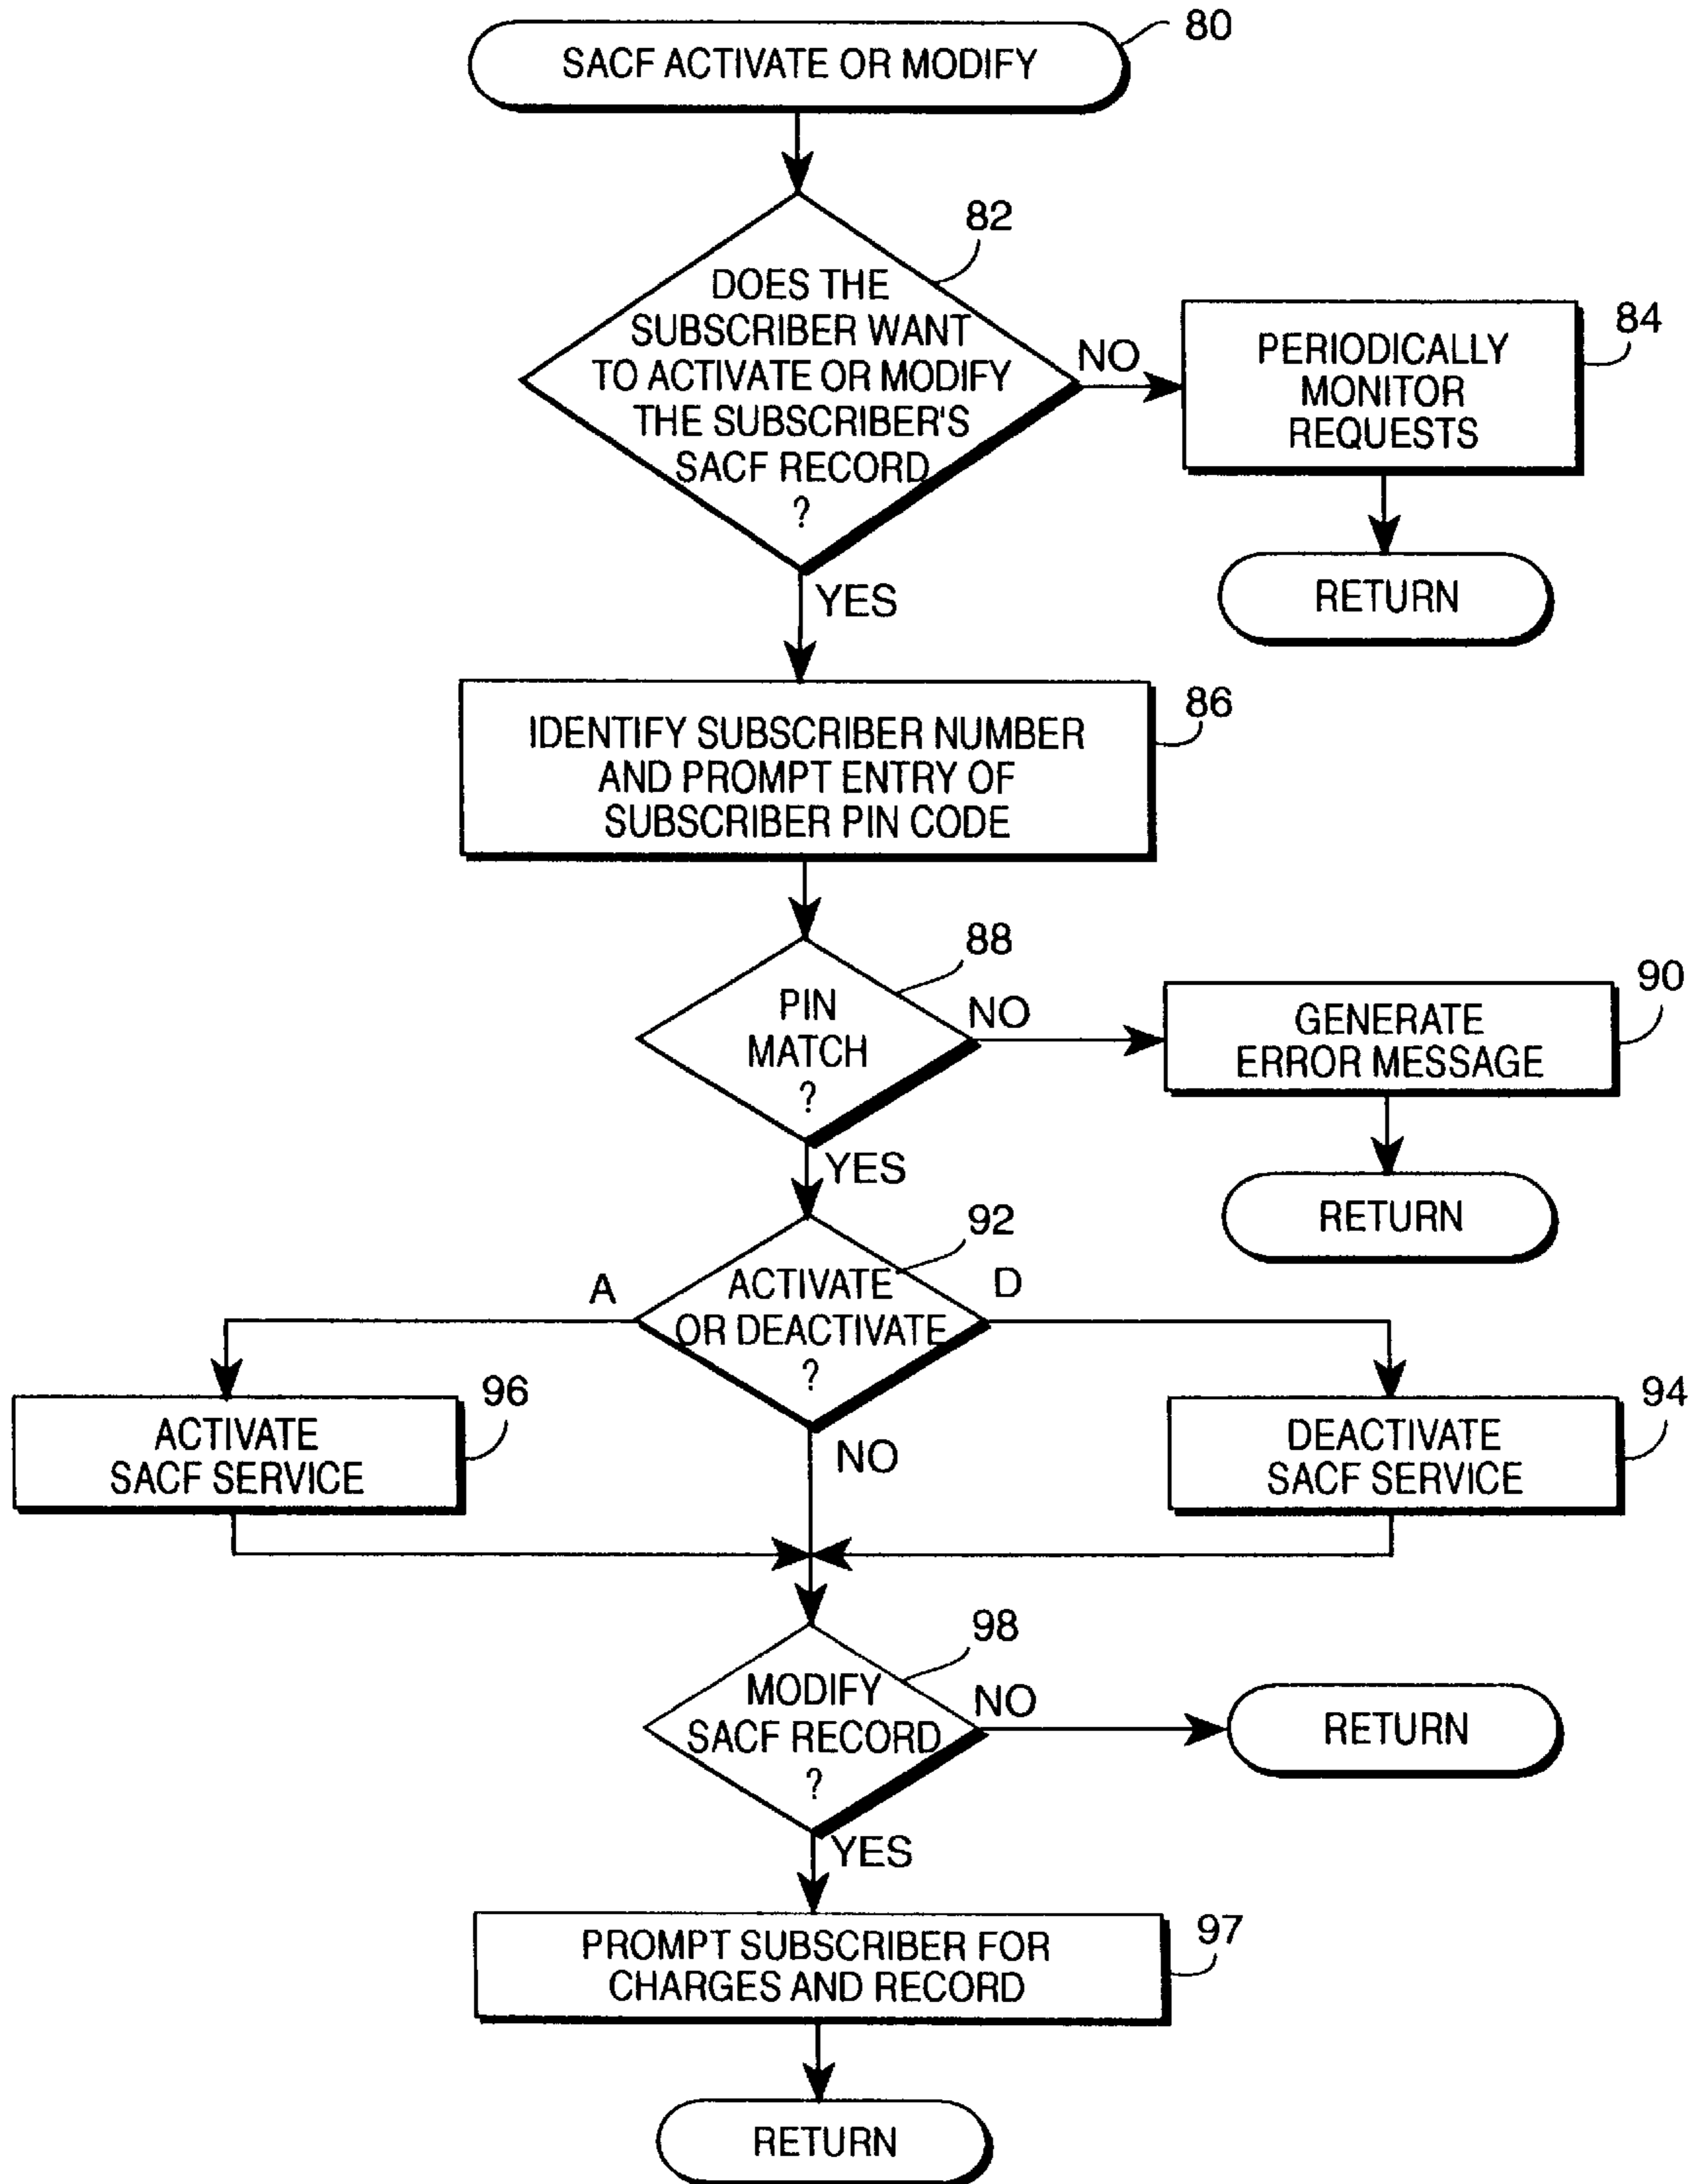 SACF ACTIVATE OR MODIFY
80
82
DOES THE
SUBSCRIBER WANT
TO ACTIVATE OR MODIFY
THE SUBSCRIBER'S
SACF RECORD
?
NO
PERIODICALLY
MONITOR
REQUESTS
84
RETURN
YES
IDENTIFY SUBSCRIBER NUMBER
AND PROMPT ENTRY OF
SUBSCRIBER PIN CODE
86
88
PIN
MATCH
?
NO
GENERATE
ERROR MESSAGE
90
RETURN
YES
92
ACTIVATE
OR DEACTIVATE
?
A
D
NO
ACTIVATE
SACF SERVICE
96
DEACTIVATE
SACF SERVICE
94
98
MODIFY
SACF RECORD
?
NO
RETURN
YES
PROMPT SUBSCRIBER FOR
CHARGES AND RECORD
97
RETURN